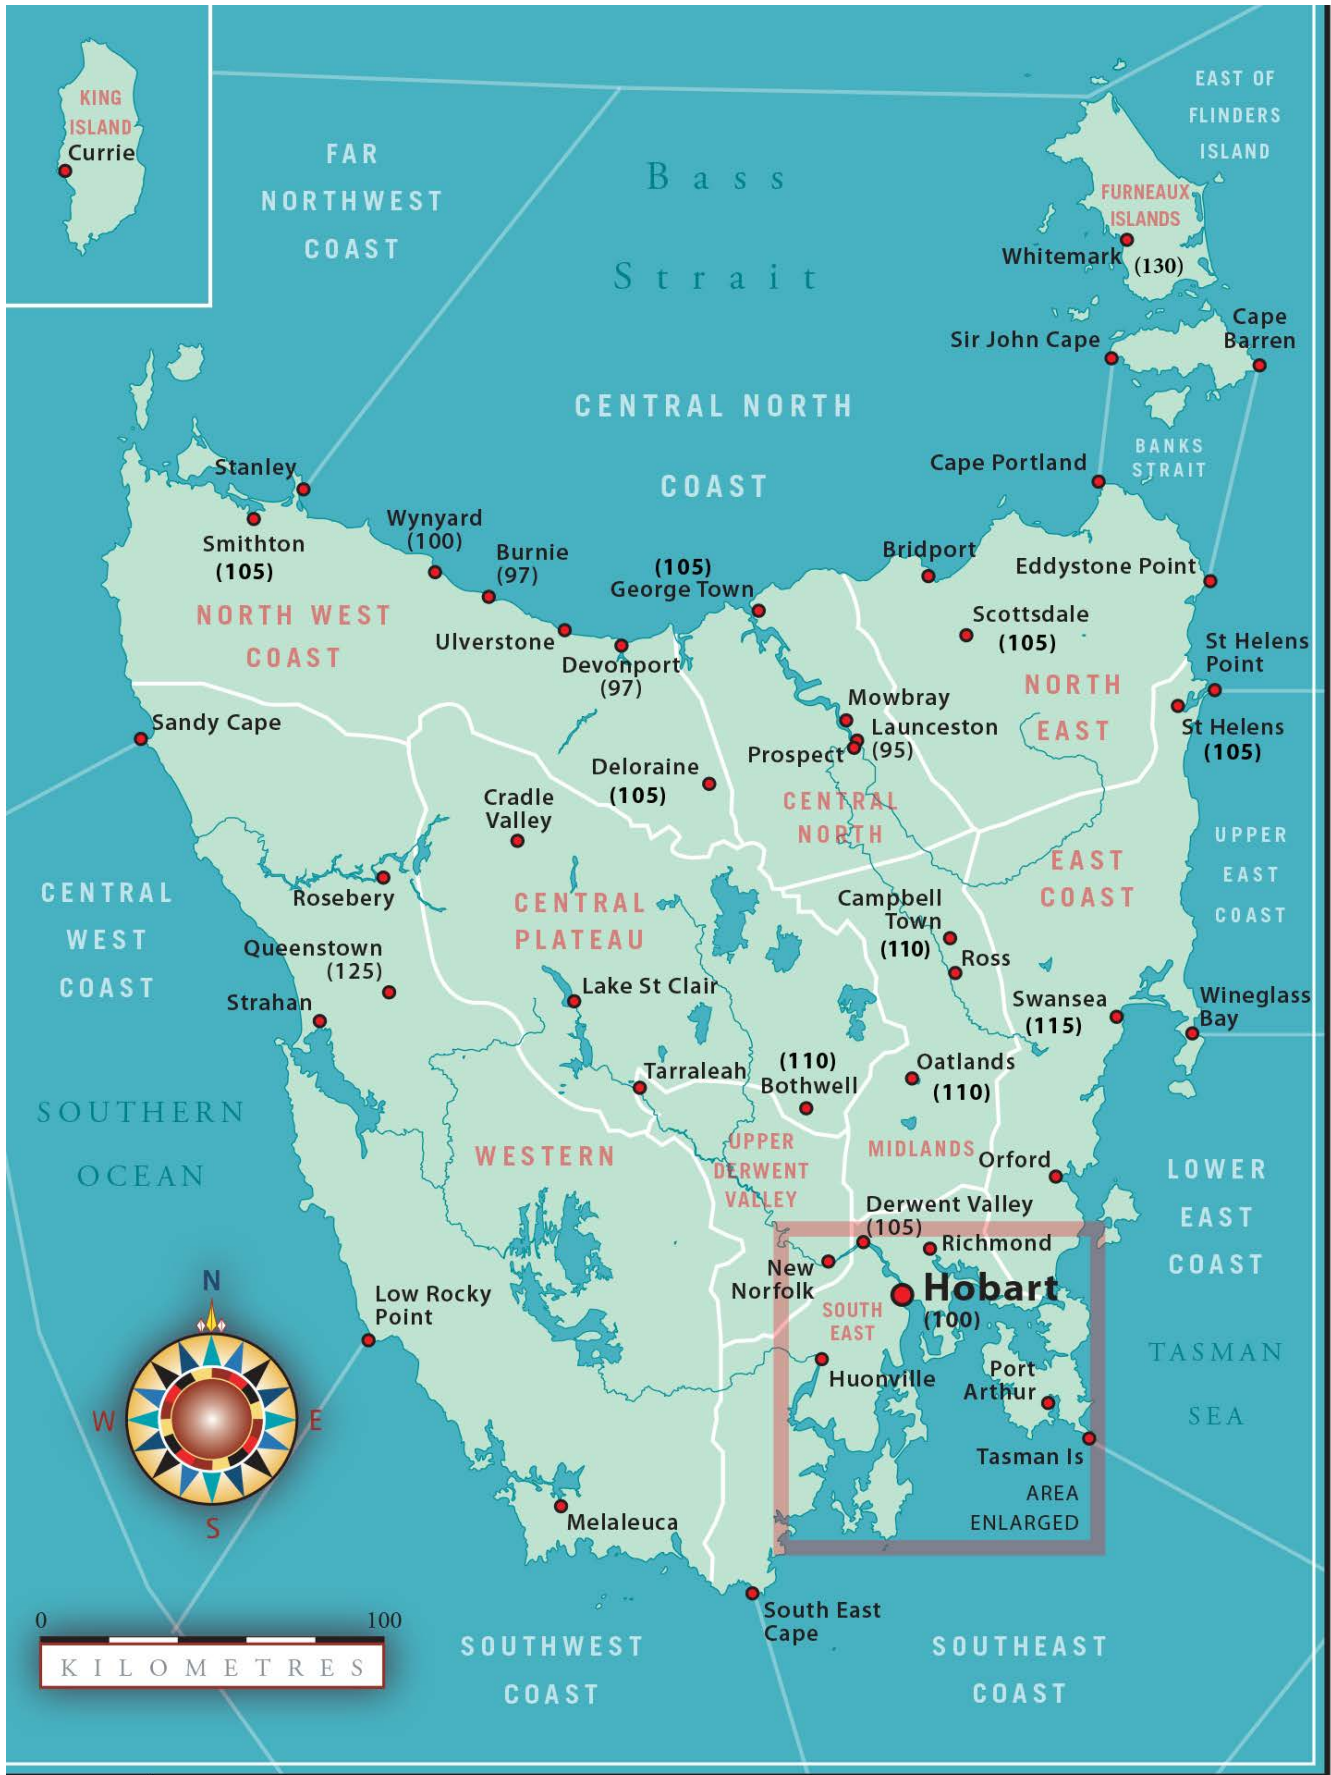 KING
ISLAND
Currie
FAR
NORTHWEST
COAST
Bass
Strait
EAST OF
FLINDERS
ISLAND
FURNEAUX
ISLANDS
Whitemark
(130)
Sir John Cape
Cape
Barren
CENTRAL NORTH
COAST
BANKS
STRAIT
Cape Portland
Stanley
Smithton
(105)
Wynyard
(100)
Burnie
(97)
(105)
George Town
Bridport
Eddystone Point
NORTH WEST
COAST
Ulverstone
Devonport
(97)
Scottsdale
(105)
St Helens
Point
NORTH
EAST
Sandy Cape
Mowbray
Launceston
(95)
Prospect
St Helens
(105)
Deloraine
(105)
Cradle
Valley
CENTRAL
NORTH
UPPER
EAST
COAST
EAST
COAST
CENTRAL
WEST
COAST
Rosebery
CENTRAL
PLATEAU
Campbell
Town
(110)
Ross
Queenstown
(125)
Strahan
Lake St Clair
Swansea
(115)
Wineglass
Bay
Tarraleah
(110)
Bothwell
Oatlands
(110)
SOUTHERN
OCEAN
WESTERN
UPPER
DERWENT
VALLEY
MIDLANDS
Orford
LOWER
EAST
COAST
Derwent Valley
(105)
Richmond
New
Norfolk
Hobart
(100)
SOUTH
EAST
Low Rocky
Point
N
W
E
S
Huonville
Port
Arthur
TASMAN
SEA
Tasman Is
AREA
ENLARGED
Melaleuca
South East
Cape
0 100
KILOMETRES
SOUTHWEST
COAST
SOUTHEAST
COAST